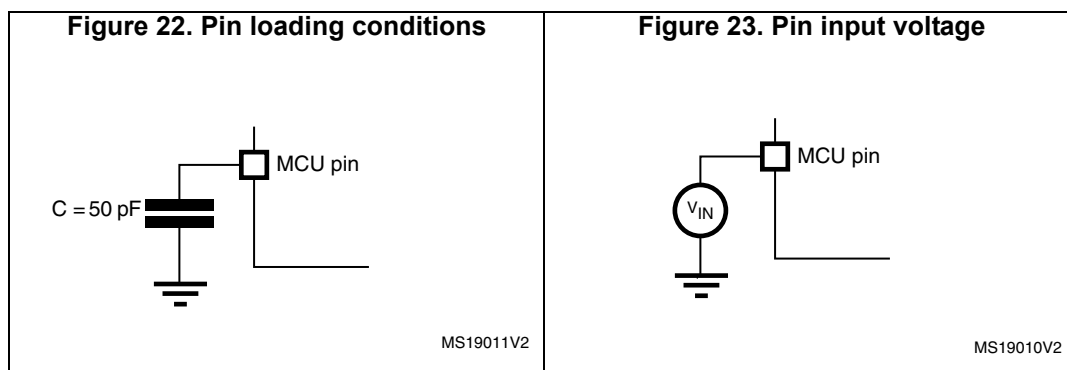 Figure 22. Pin loading conditions
MCU pin
C = 50 pF
MS19011V2
Figure 23. Pin input voltage
MCU pin
VIN
MS19010V2